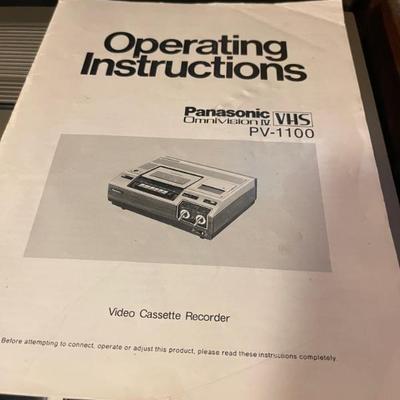 Operating
Instructions
Panasonic
Omnivision IV VHS
PV-1100
Video Cassette Recorder
Before attempting to connect, operate or adjust this product, please read these instructions completely.